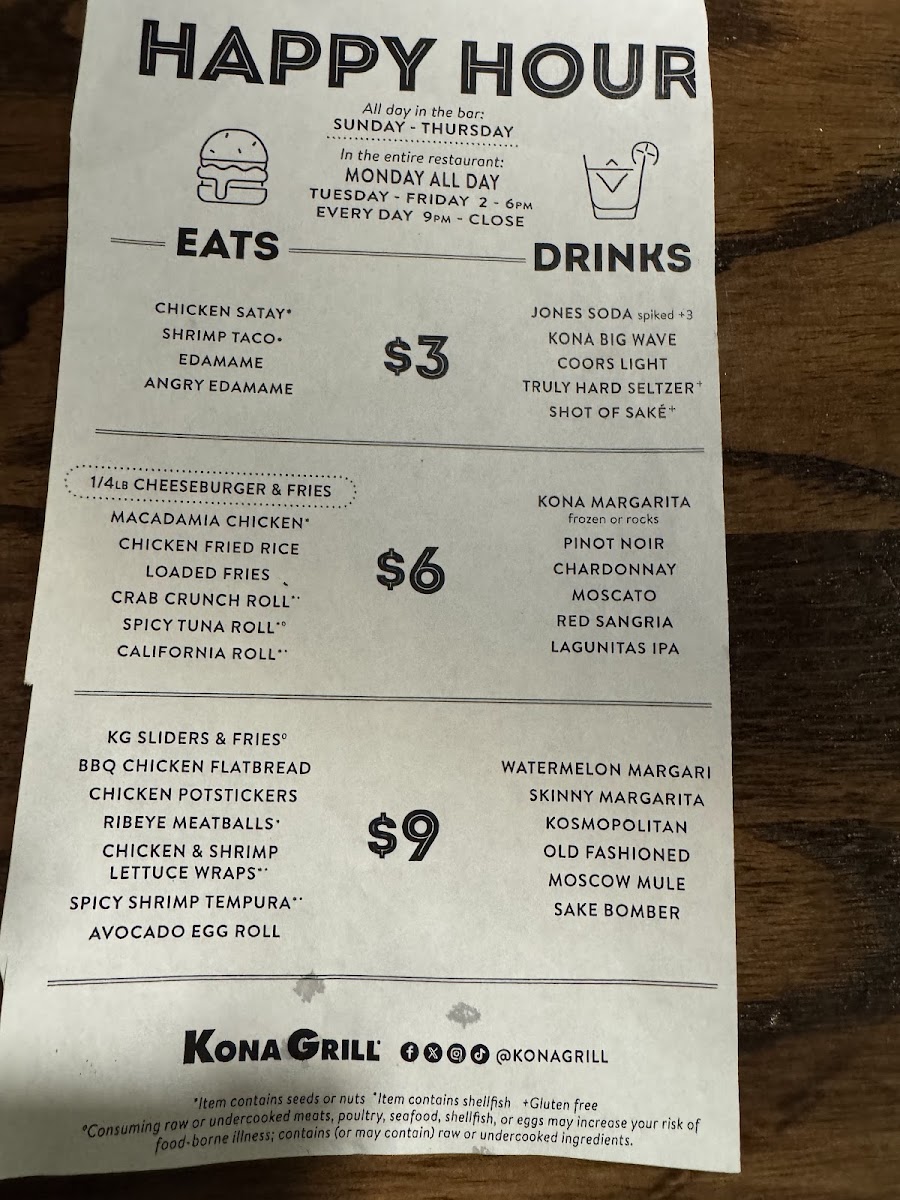 HAPPY HOUR
All day in the bar:
SUNDAY - THURSDAY
In the entire restaurant:
MONDAY ALL DAY
TUESDAY - FRIDAY 2 - 6PM
EVERY DAY 9PM - CLOSE
EATS
DRINKS
CHICKEN SATAY*
SHRIMP TACO•
EDAMAME
ANGRY EDAMAME
$3
JONES SODA spiked +3
KONA BIG WAVE
COORS LIGHT
TRULY HARD SELTZER+
SHOT OF SAKÉ+
1/4LB CHEESEBURGER & FRIES
MACADAMIA CHICKEN*
CHICKEN FRIED RICE
LOADED FRIES
CRAB CRUNCH ROLL*•
SPICY TUNA ROLL*°
CALIFORNIA ROLL*•
$6
KONA MARGARITA
frozen or rocks
PINOT NOIR
CHARDONNAY
MOSCATO
RED SANGRIA
LAGUNITAS IPA
KG SLIDERS & FRIES°
BBQ CHICKEN FLATBREAD
CHICKEN POTSTICKERS
RIBEYE MEATBALLS*
CHICKEN & SHRIMP
LETTUCE WRAPS*•
SPICY SHRIMP TEMPURA*•
AVOCADO EGG ROLL
$9
WATERMELON MARGARI
SKINNY MARGARITA
KOSMOPOLITAN
OLD FASHIONED
MOSCOW MULE
SAKE BOMBER
KONA GRILL @KONAGRILL
*Item contains seeds or nuts •Item contains shellfish +Gluten free
°Consuming raw or undercooked meats, poultry, seafood, shellfish, or eggs may increase your risk of
food-borne illness; contains (or may contain) raw or undercooked ingredients.